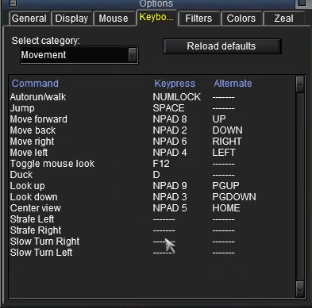 Options
General Display Mouse Keybo... Filters Colors Zeal
Select category:
Movement
Reload defaults
Command Keypress Alternate
Autorun/walk NUMLOCK -------
Jump SPACE -------
Move forward NPAD 8 UP
Move back NPAD 2 DOWN
Move right NPAD 6 RIGHT
Move left NPAD 4 LEFT
Toggle mouse look F12 -------
Duck D -------
Look up NPAD 9 PGUP
Look down NPAD 3 PGDOWN
Center view NPAD 5 HOME
Strafe Left ------- -------
Strafe Right ------- -------
Slow Turn Right ------- -------
Slow Turn Left ------- -------